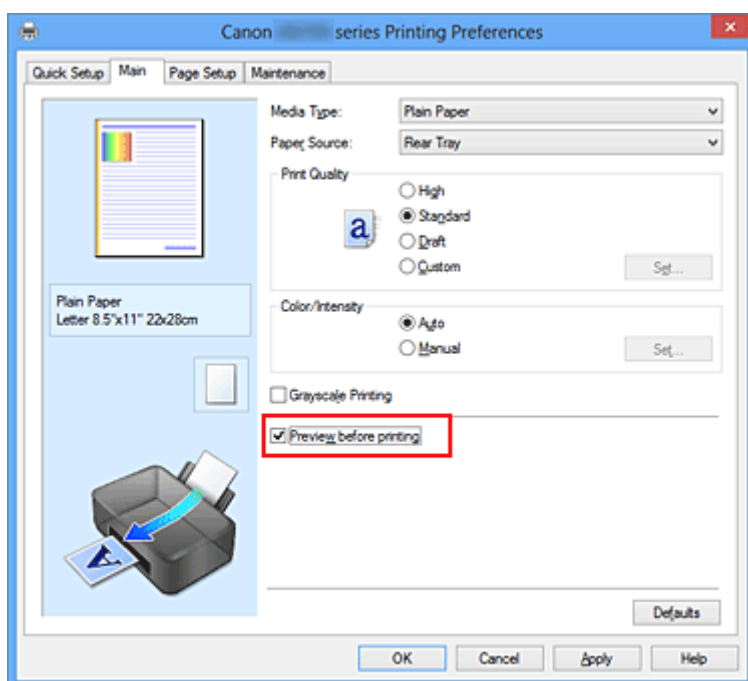 Canon series Printing Preferences
Quick Setup Main Page Setup Maintenance
Media Type: Plain Paper
Paper Source: Rear Tray
Print Quality
High
a Standard
Draft
Custom Set...
Plain Paper
Letter 8.5"x11" 22x28cm
Color/Intensity
Auto
Manual Set...
Grayscale Printing
Preview before printing
A
Defaults
OK Cancel Apply Help